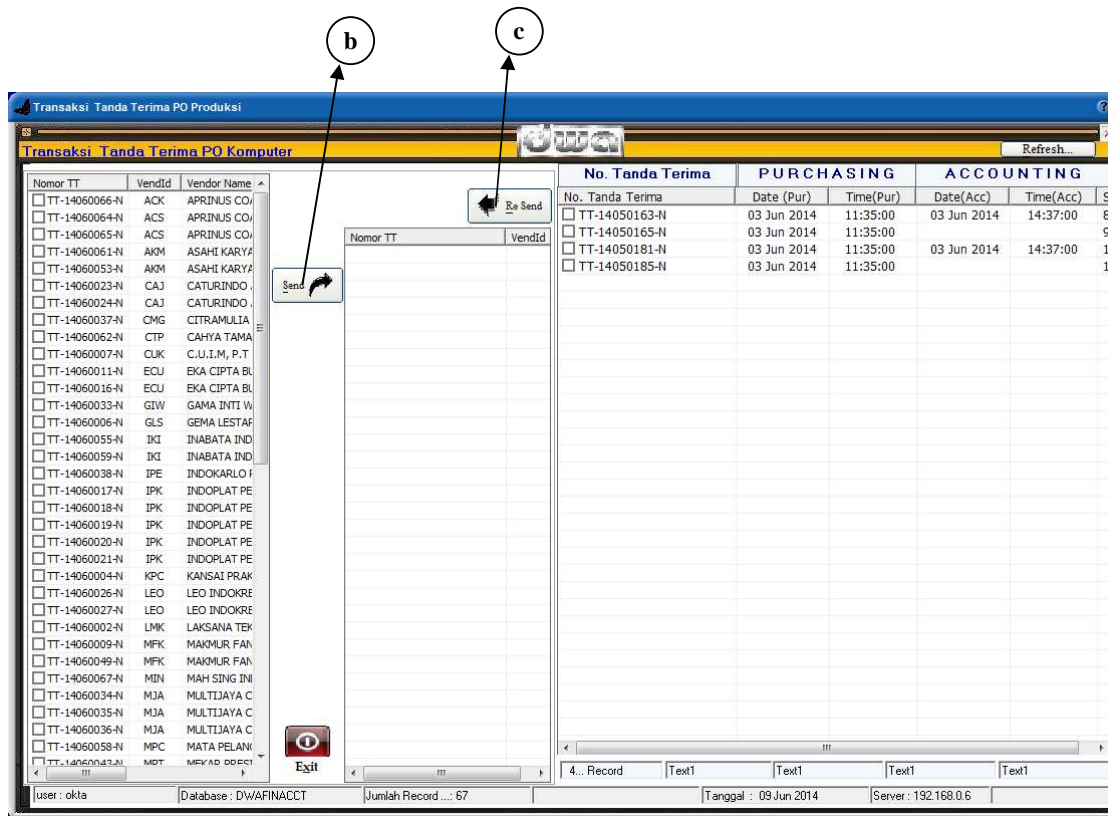 b
c
Transaksi Tanda Terima PO Produksi
dwa
Transaksi Tanda Terima PO Komputer
Refresh...
No. Tanda Terima PURCHASING ACCOUNTING
Nomor TT VendId Vendor Name
No. Tanda Terima Date (Pur) Time(Pur) Date(Acc) Time(Acc) S
Re Send
Nomor TT VendId
Send
TT-14050163-N 03 Jun 2014 11:35:00 03 Jun 2014 14:37:00 8
TT-14050165-N 03 Jun 2014 11:35:00 9
TT-14050181-N 03 Jun 2014 11:35:00 03 Jun 2014 14:37:00 1
TT-14050185-N 03 Jun 2014 11:35:00 1
TT-14060066-N ACK APRINUS CO
TT-14060064-N ACS APRINUS CO
TT-14060065-N ACS APRINUS CO
TT-14060061-N AKM ASAHI KARYA
TT-14060053-N AKM ASAHI KARYA
TT-14060023-N CAJ CATURINDO
TT-14060024-N CAJ CATURINDO
TT-14060037-N CMG CITRAMULIA
TT-14060062-N CTP CAHYA TAMA
TT-14060007-N CUK C.U.I.M, P.T
TT-14060011-N ECU EKA CIPTA BU
TT-14060016-N ECU EKA CIPTA BU
TT-14060033-N GIW GAMA INTI W
TT-14060006-N GLS GEMA LESTAR
TT-14060055-N IKI INABATA IND
TT-14060059-N IKI INABATA IND
TT-14060038-N IPE INDOKARLO P
TT-14060017-N IPK INDOPLAT PE
TT-14060018-N IPK INDOPLAT PE
TT-14060019-N IPK INDOPLAT PE
TT-14060020-N IPK INDOPLAT PE
TT-14060021-N IPK INDOPLAT PE
TT-14060004-N KPC KANSAI PRAK
TT-14060026-N LEO LEO INDOKRE
TT-14060027-N LEO LEO INDOKRE
TT-14060002-N LMK LAKSANA TEK
TT-14060009-N MFK MAKMUR FAN
TT-14060049-N MFK MAKMUR FAN
TT-14060067-N MIN MAH SING IN
TT-14060034-N MJA MULTIJAYA C
TT-14060035-N MJA MULTIJAYA C
TT-14060036-N MJA MULTIJAYA C
TT-14060058-N MPC MATA PELAN
TT-14060043-N MPT MEKAR PREST
Exit
4... Record Text1 Text1 Text1 Text1
user : okta Database : DWAFINACCT Jumlah Record ...: 67 Tanggal : 09 Jun 2014 Server : 192.168.0.6